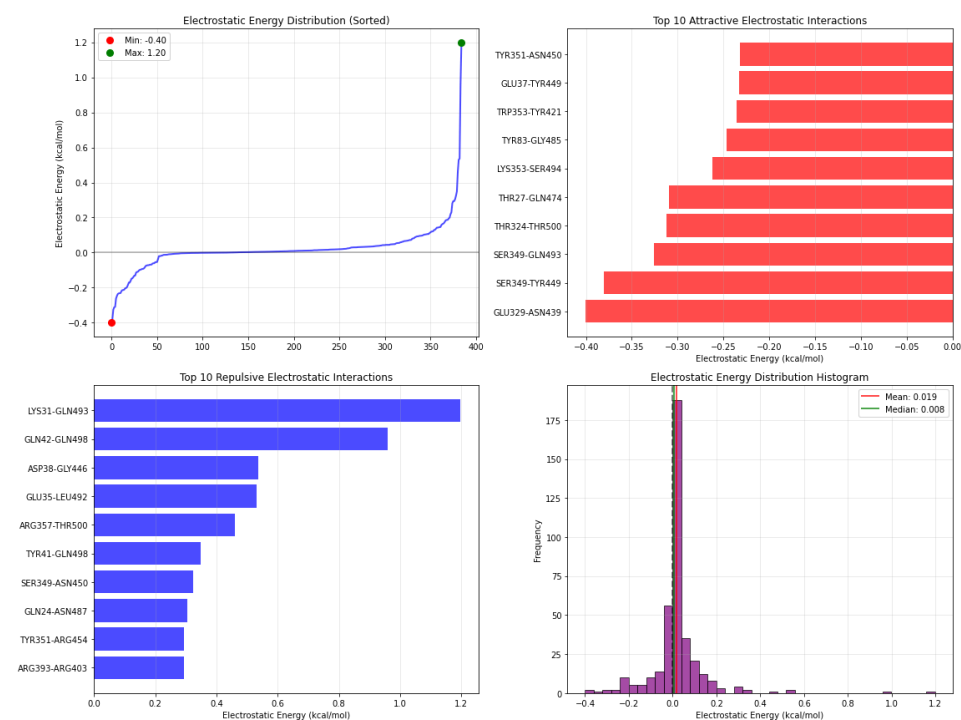 Electrostatic Energy Distribution (Sorted)
Min: -0.40
Max: 1.20
Electrostatic Energy (kcal/mol)
1.2
1.0
0.8
0.6
0.4
0.2
0.0
−0.2
−0.4
0
50
100
150
200
250
300
350
400
Top 10 Attractive Electrostatic Interactions
TYR351-ASN450
GLU37-TYR449
TRP353-TYR421
TYR83-GLY485
LYS353-SER494
THR27-GLN474
THR324-THR500
SER349-GLN493
SER349-TYR449
GLU329-ASN439
−0.40
−0.35
−0.30
−0.25
−0.20
−0.15
−0.10
−0.05
0.00
Electrostatic Energy (kcal/mol)
Top 10 Repulsive Electrostatic Interactions
LYS31-GLN493
GLN42-GLN498
ASP38-GLY446
GLU35-LEU492
ARG357-THR500
TYR41-GLN498
SER349-ASN450
GLN24-ASN487
TYR351-ARG454
ARG393-ARG403
0.0
0.2
0.4
0.6
0.8
1.0
1.2
Electrostatic Energy (kcal/mol)
Electrostatic Energy Distribution Histogram
Mean: 0.019
Median: 0.008
Frequency
175
150
125
100
75
50
25
0
−0.4
−0.2
0.0
0.2
0.4
0.6
0.8
1.0
1.2
Electrostatic Energy (kcal/mol)